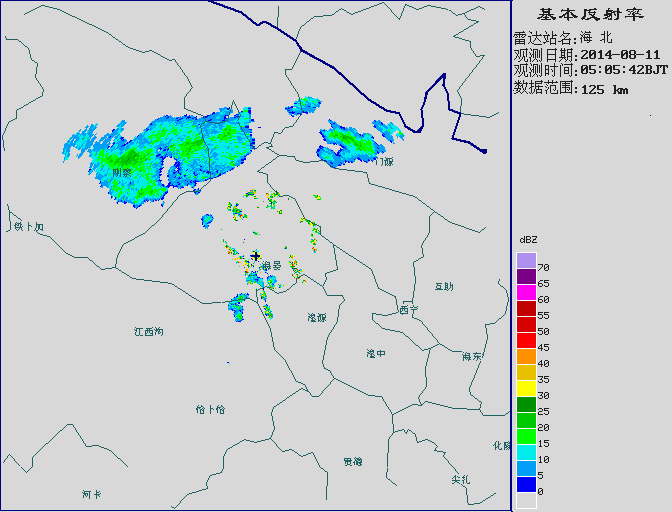 基本反射率
雷达站名:海 北
观测日期:2014-08-11
观测时间:05:05:42BJT
数据范围:125 km
门源
刚察
铁卜加
海晏
互助
西宁
湟源
江西沟
湟中
海东
恰卜恰
化隆
贵德
尖扎
河卡
dBZ
70
65
60
55
50
45
40
35
30
25
20
15
10
5
0